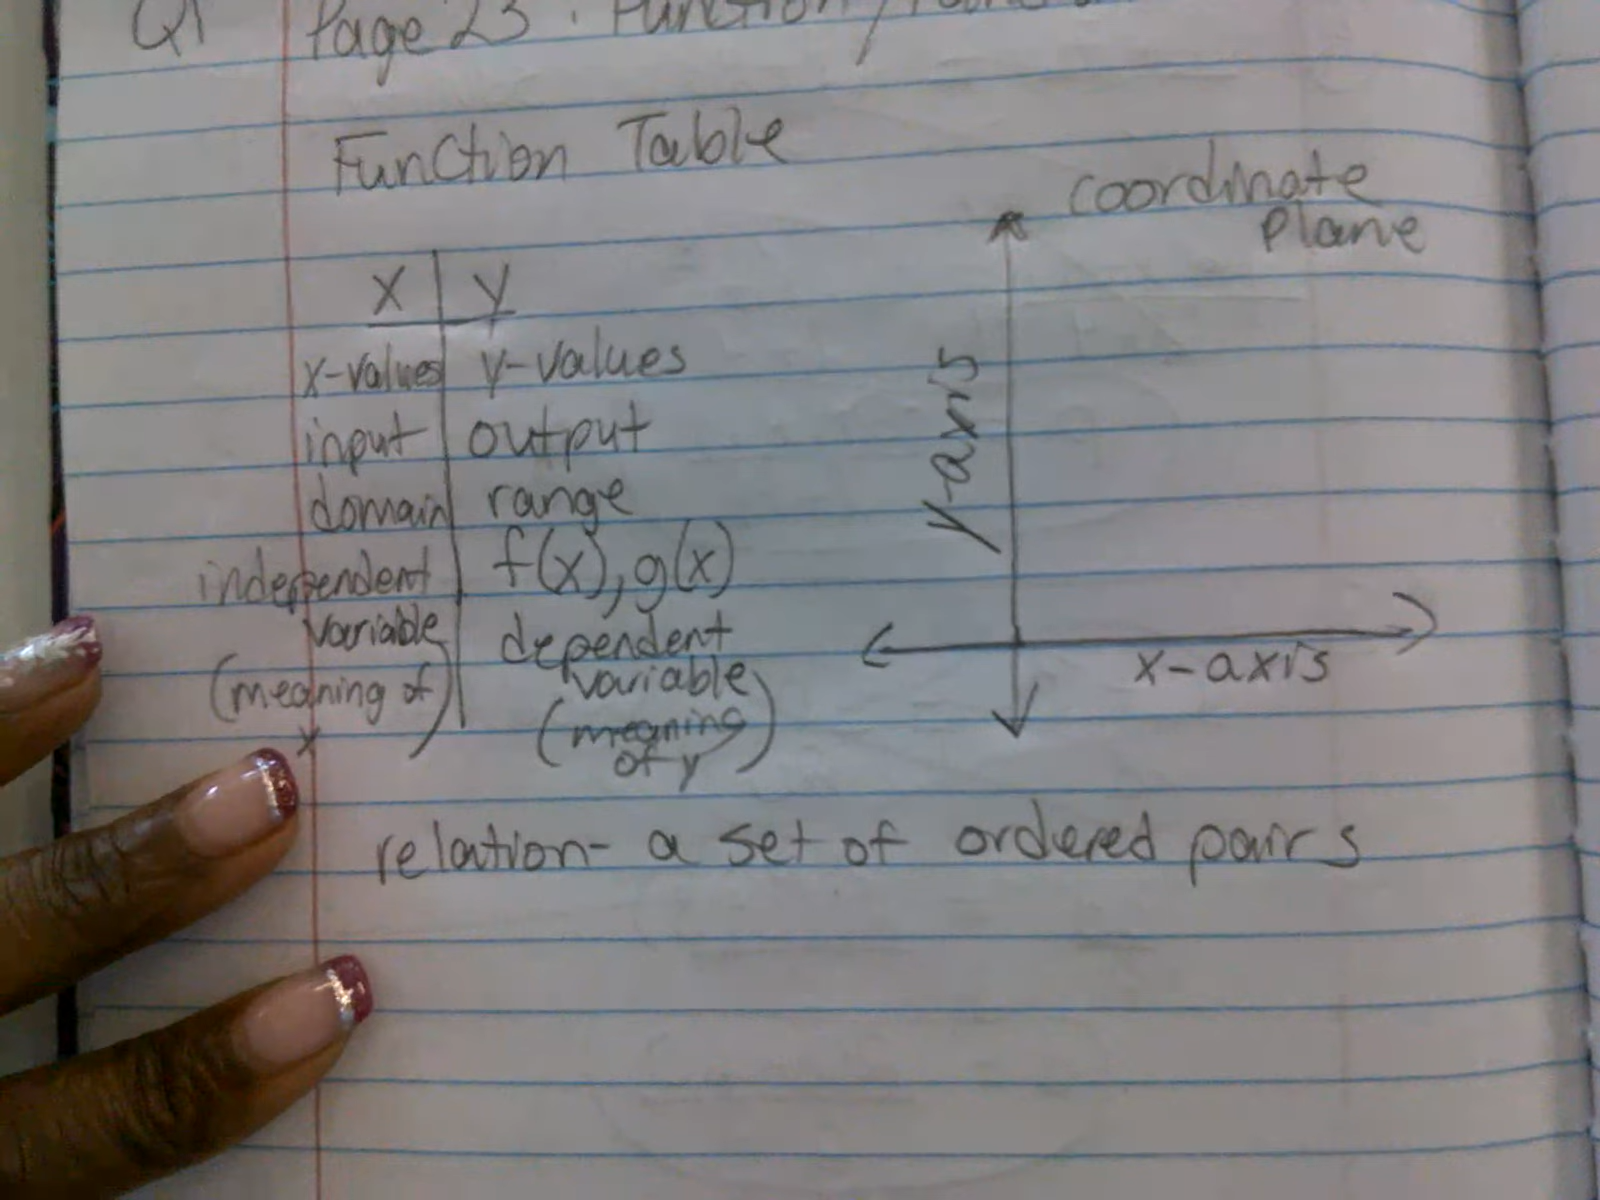 Q1 Page 23: Function
Function Table
coordinate
plane
x y
x-values y-values
input output
domain range
independent f(x), g(x)
variable dependent
(meaning of) variable
x (meaning
of y)
y-axis
x-axis
relation- a set of ordered pairs